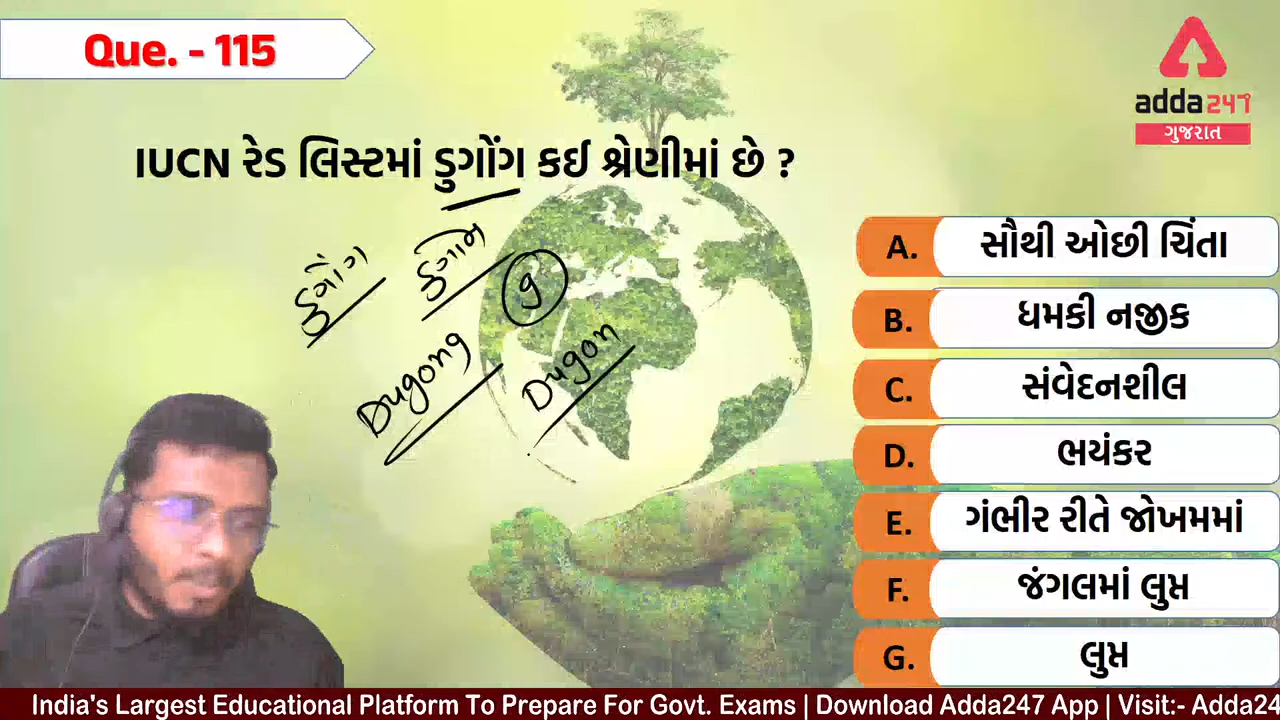 Que. - 115
adda247
ગુજરાત
IUCN રેડ લિસ્ટમાં ડુગોંગ કઈ શ્રેણીમાં છે ?
ડુગોંગ
Dugong
g
Dugon
A. સૌથી ઓછી ચિંતા
B. ધમકી નજીક
C. સંવેદનશીલ
D. ભયંકર
E. ગંભીર રીતે જોખમમાં
F. જંગલમાં લુપ્ત
G. લુપ્ત
India's Largest Educational Platform To Prepare For Govt. Exams | Download Adda247 App | Visit:- Adda24